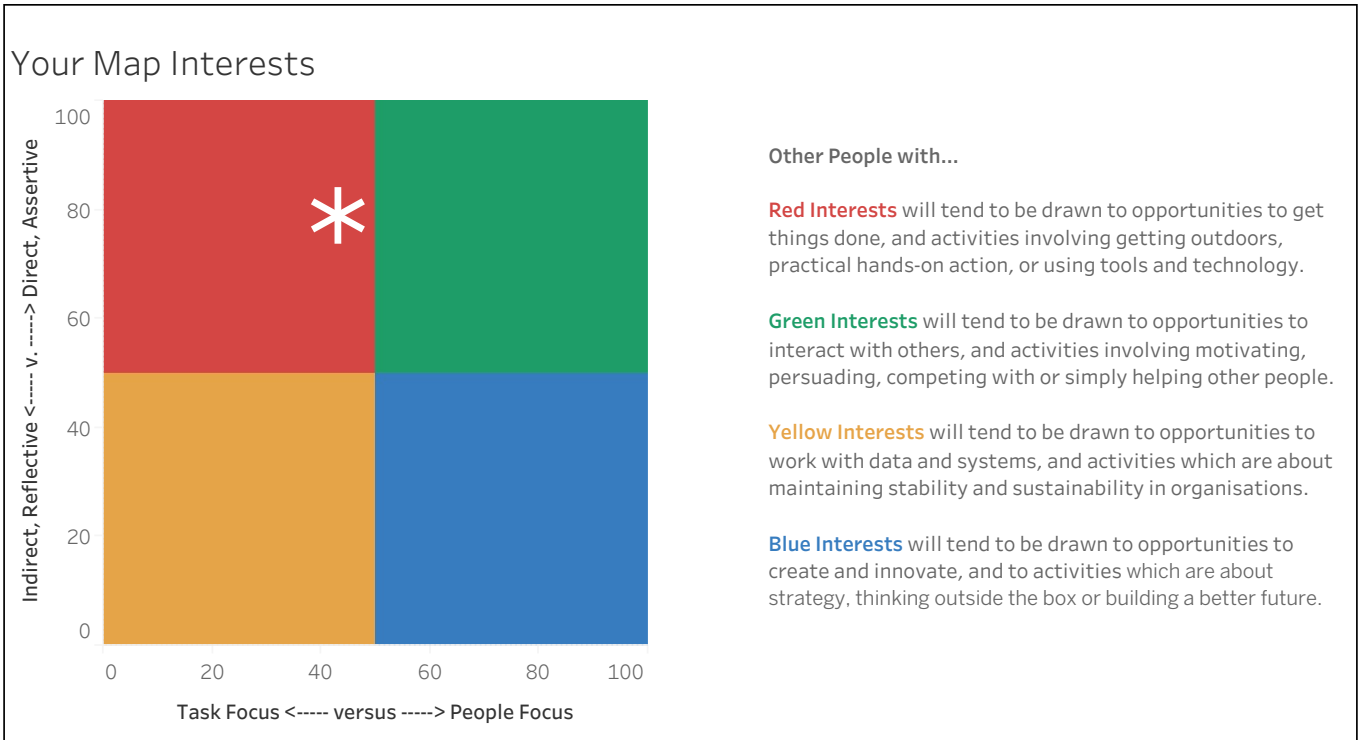 Your Map Interests
100
80
60
40
20
0
Indirect, Reflective <----- v. -----> Direct, Assertive
0 20 40 60 80 100
Task Focus <----- versus -----> People Focus
Other People with...
Red Interests will tend to be drawn to opportunities to get
things done, and activities involving getting outdoors,
practical hands-on action, or using tools and technology.
Green Interests will tend to be drawn to opportunities to
interact with others, and activities involving motivating,
persuading, competing with or simply helping other people.
Yellow Interests will tend to be drawn to opportunities to
work with data and systems, and activities which are about
maintaining stability and sustainability in organisations.
Blue Interests will tend to be drawn to opportunities to
create and innovate, and to activities which are about
strategy, thinking outside the box or building a better future.